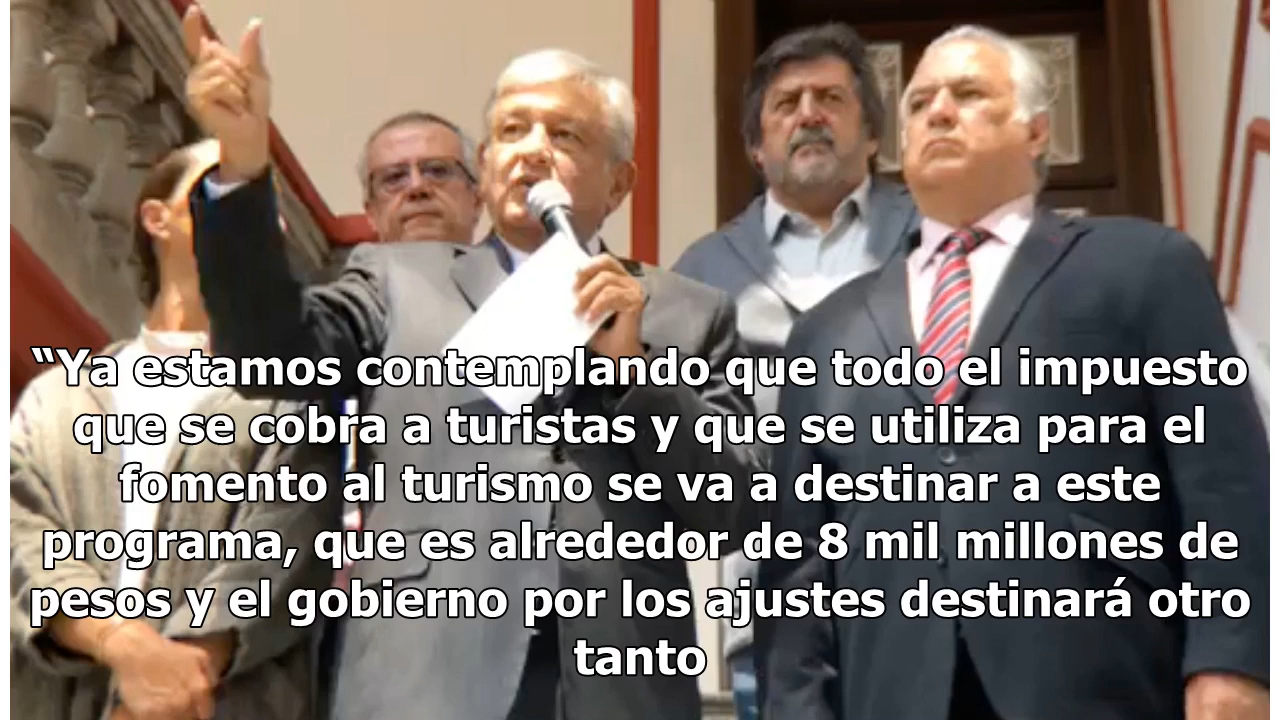 “Ya estamos contemplando que todo el impuesto
que se cobra a turistas y que se utiliza para el
fomento al turismo se va a destinar a este
programa, que es alrededor de 8 mil millones de
pesos y el gobierno por los ajustes destinará otro
tanto